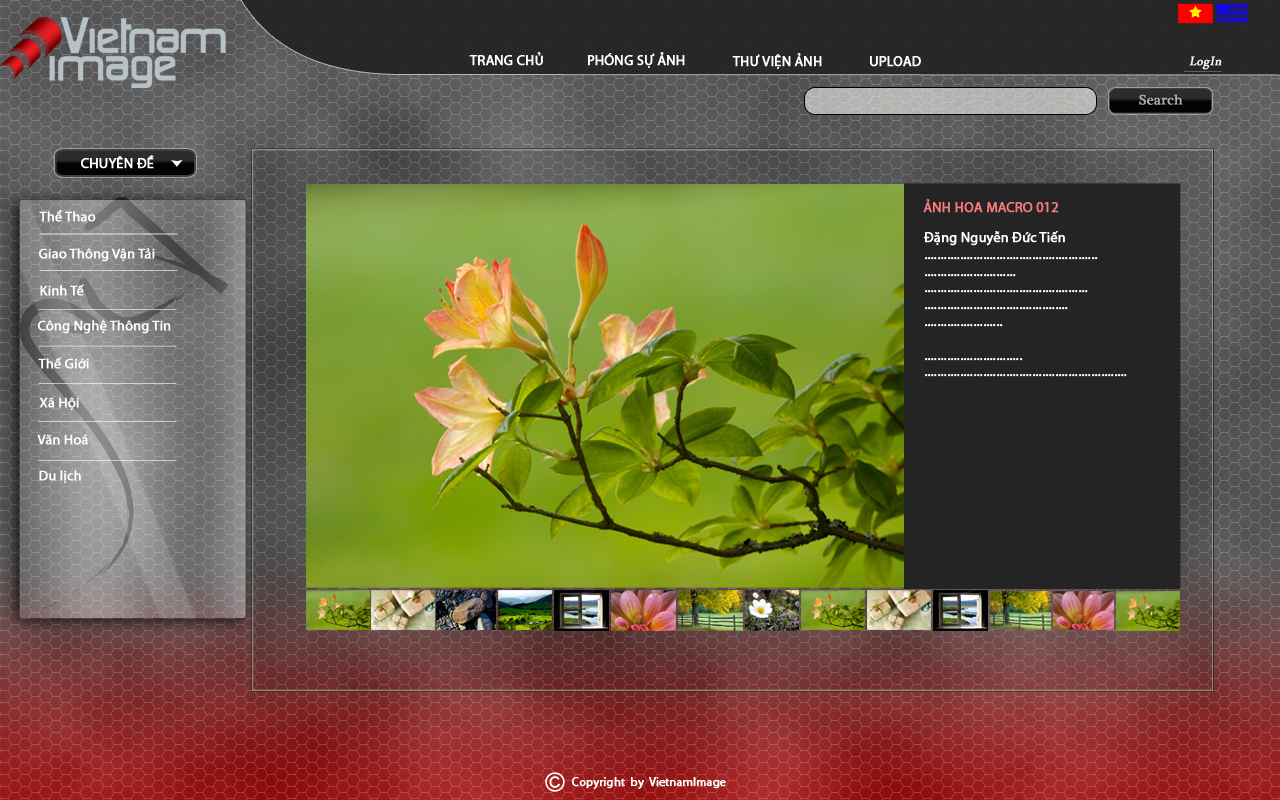 Vietnam
image
TRANG CHỦ
PHÓNG SỰ ẢNH
THƯ VIỆN ẢNH
UPLOAD
LogIn
Search
CHUYÊN ĐỀ
Thể Thao
Giao Thông Vận Tải
Kinh Tế
Công Nghệ Thông Tin
Thế Giới
Xã Hội
Văn Hoá
Du lịch
ẢNH HOA MACRO 012
Đặng Nguyễn Đức Tiến
.....................................................
............................
..................................................
............................................
........................
..............................
..............................................................
© Copyright by VietnamImage